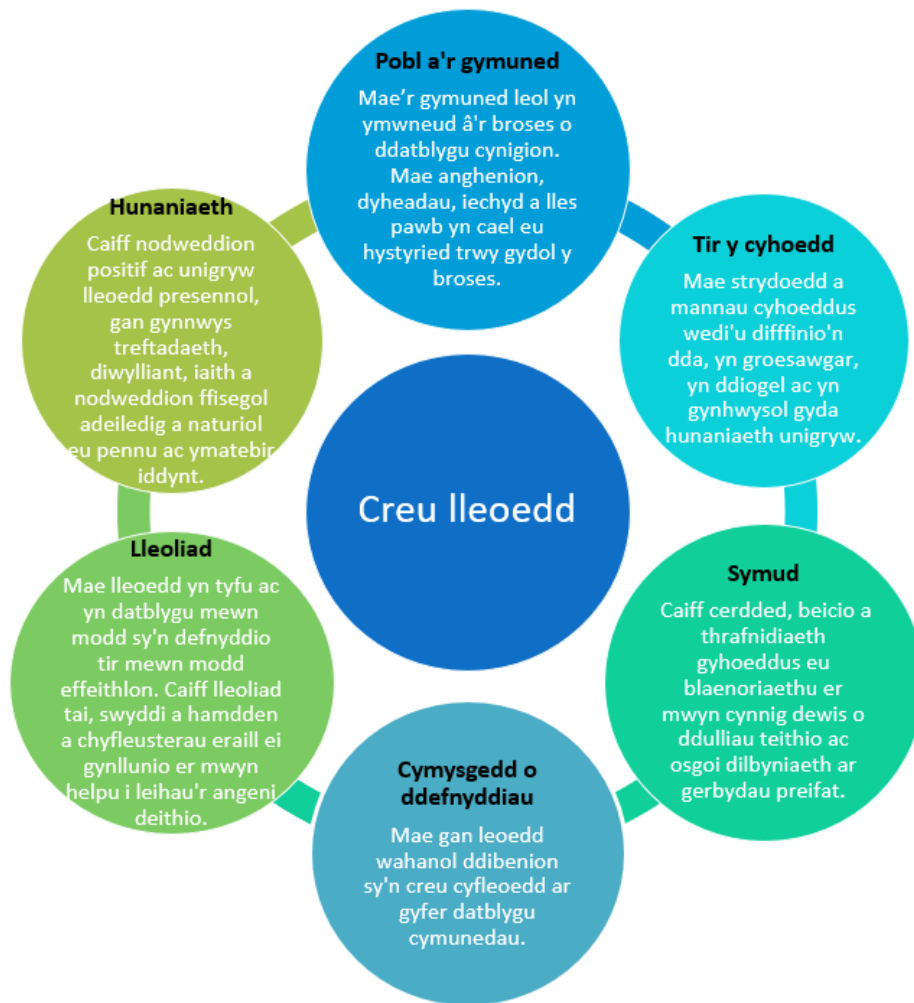 Pobl a'r gymuned
Mae'r gymuned leol yn
ymwneud â'r broses o
ddatblygu cynigion.
Mae anghenion,
dyheadau, iechyd a lles
pawb yn cael eu
hystyried trwy gydol y
broses.
Tir y cyhoedd
Mae strydoedd a
mannau cyhoeddus
wedi'u difffinio'n
dda, yn groesawgar,
yn ddiogel ac yn
gynhwysol gyda
hunaniaeth unigryw.
Symud
Caiff cerdded, beicio a
thrafnidiaeth
gyhoeddus eu
blaenoriaethu er
mwyn cynnig dewis o
ddulliau teithio ac
osgoi dilbyniaeth ar
gerbydau preifat.
Cymysgedd o
ddefnyddiau
Mae gan leoedd
wahanol ddibenion
sy'n creu cyfleoedd ar
gyfer datblygu
cymunedau.
Lleoliad
Mae lleoedd yn tyfu ac
yn datblygu mewn
modd sy'n defnyddio
tir mewn modd
effeithlon. Caiff lleoliad
tai, swyddi a hamdden
a chyfleusterau eraill ei
gynllunio er mwyn
helpu i leihau'r angeni
deithio.
Hunaniaeth
Caiff nodweddion
positif ac unigryw
lleoedd presennol,
gan gynnwys
treftadaeth,
diwylliant, iaith a
nodweddion ffisegol
adeiledig a naturiol
eu pennu ac ymatebir
iddynt.
Creu lleoedd